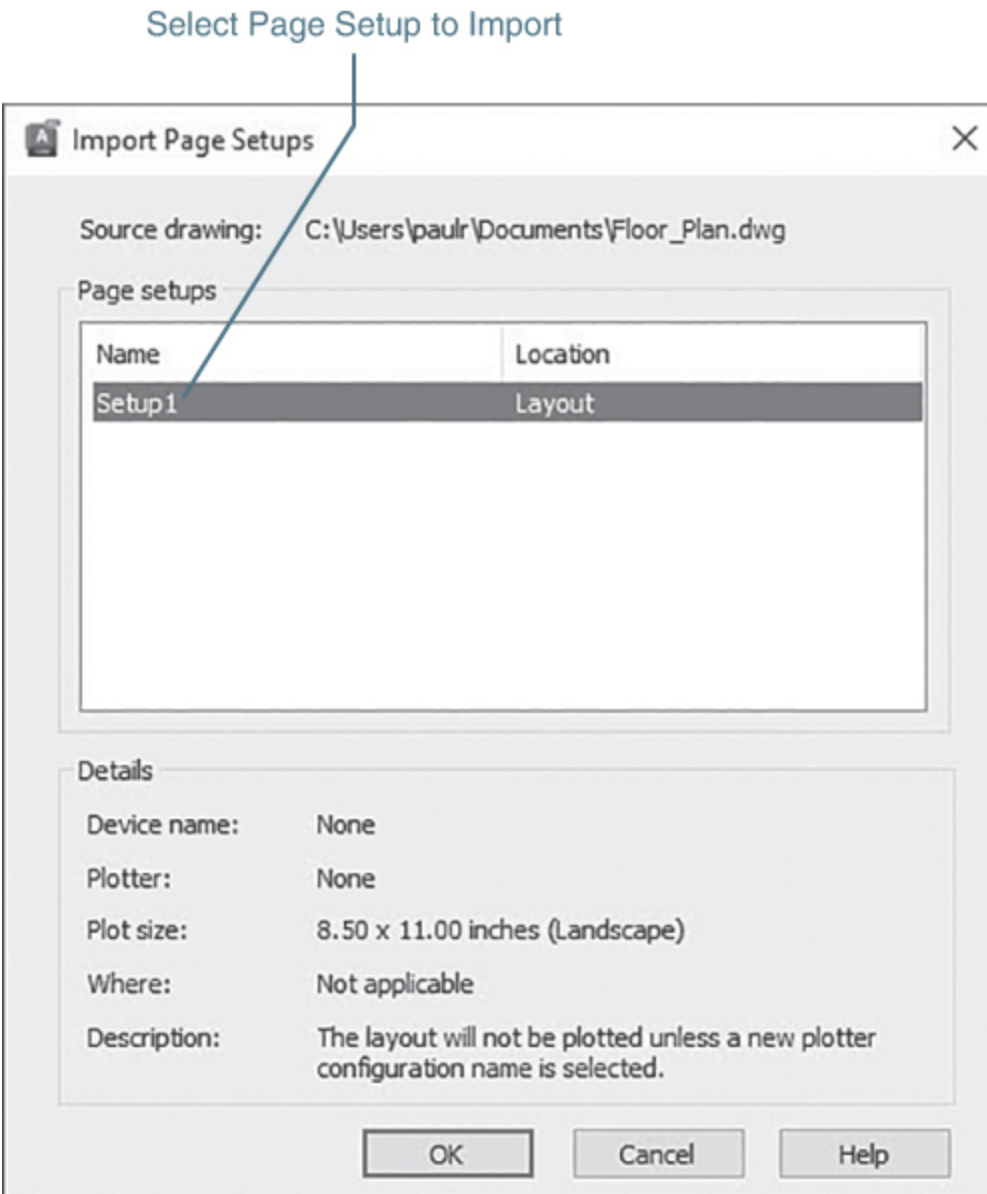 Select Page Setup to Import
Import Page Setups
Source drawing: C:\Users\paulr\Documents\Floor_Plan.dwg
Page setups
Name Location
Setup1 Layout
Details
Device name: None
Plotter: None
Plot size: 8.50 x 11.00 inches (Landscape)
Where: Not applicable
Description: The layout will not be plotted unless a new plotter
configuration name is selected.
OK Cancel Help